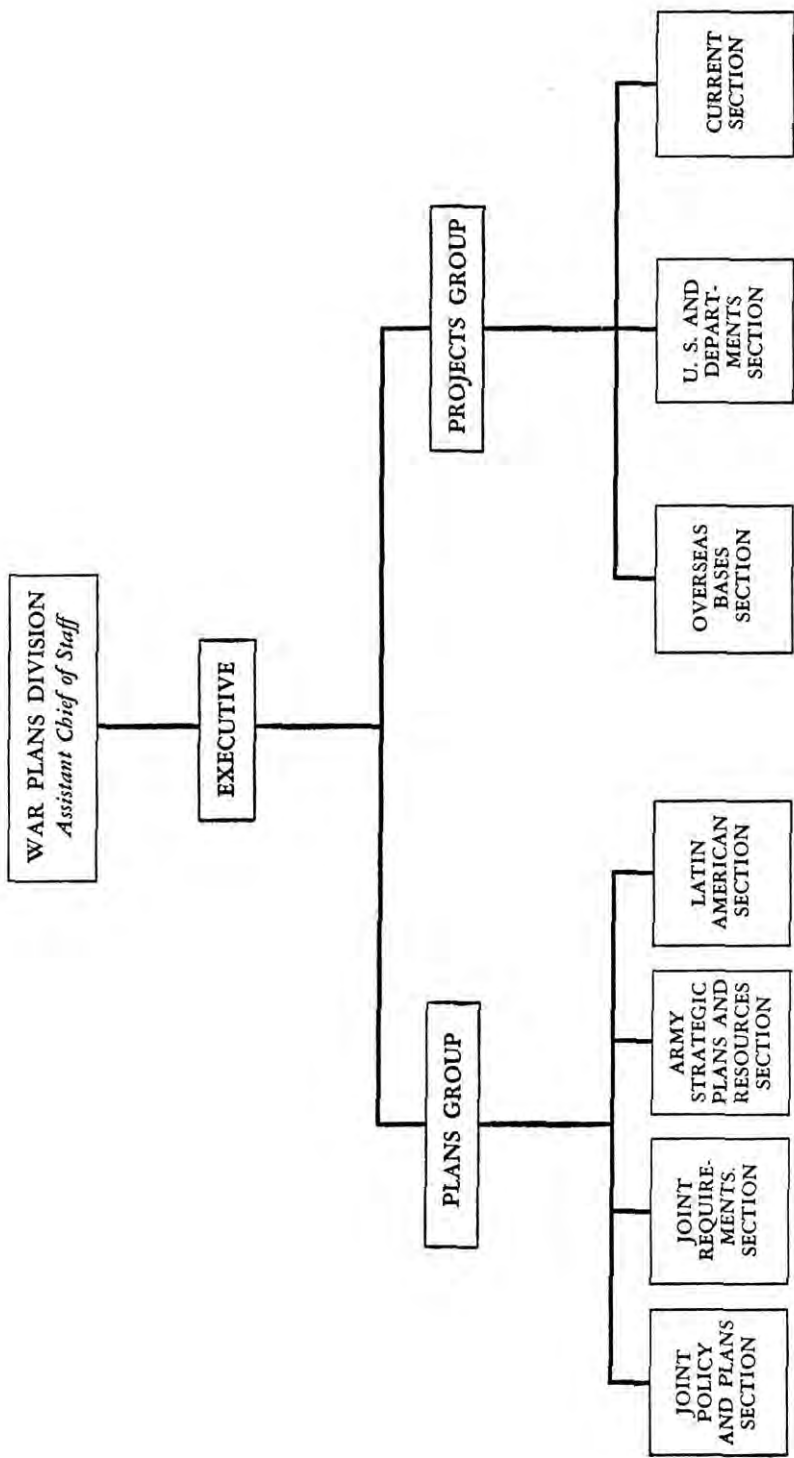 WAR PLANS DIVISION
Assistant Chief of Staff
EXECUTIVE
PLANS GROUP
PROJECTS GROUP
JOINT
POLICY
AND PLANS
SECTION
JOINT
REQUIRE-
MENTS.
SECTION
ARMY
STRATEGIC
PLANS AND
RESOURCES
SECTION
LATIN
AMERICAN
SECTION
OVERSEAS
BASES
SECTION
U. S. AND
DEPART-
MENTS
SECTION
CURRENT
SECTION